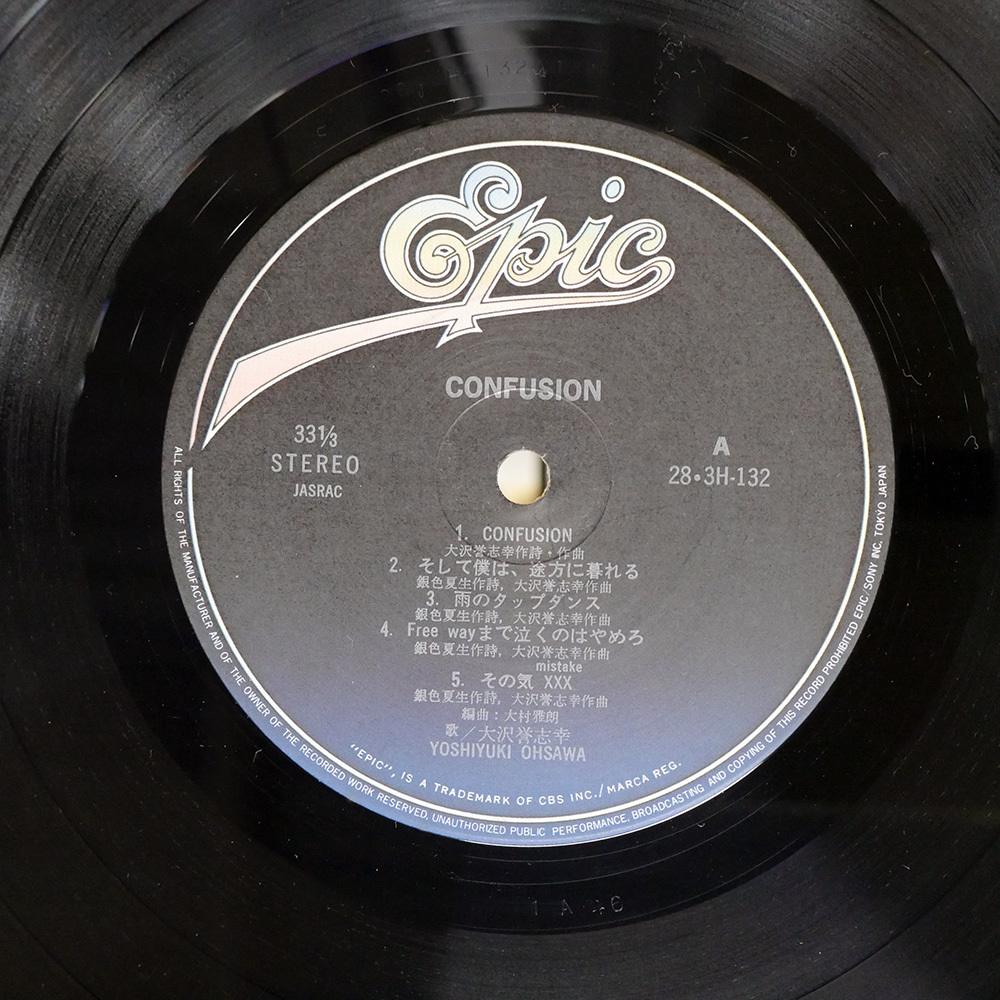 Epic
CONFUSION
33⅓
STEREO
JASRAC
A
28・3H-132
1. CONFUSION
大沢誉志幸作詩・作曲
2. そして僕は、途方に暮れる
銀色夏生作詩，大沢誉志幸作曲
3. 雨のタップダンス
銀色夏生作詩，大沢誉志幸作曲
4. Free wayまで泣くのはやめろ
銀色夏生作詩，大沢誉志幸作曲
mistake
5. その気 XXX
銀色夏生作詩，大沢誉志幸作曲
編曲：大村雅朗
歌／大沢誉志幸
YOSHIYUKI OHSAWA
"EPIC", IS A TRADEMARK OF CBS INC./MARCA REG.
ALL RIGHTS OF THE MANUFACTURER AND OF THE OWNER OF THE RECORDED WORK RESERVED, UNAUTHORIZED PUBLIC PERFORMANCE, BROADCASTING AND COPYING OF THIS RECORD PROHIBITED EPIC/SONY INC. TOKYO JAPAN